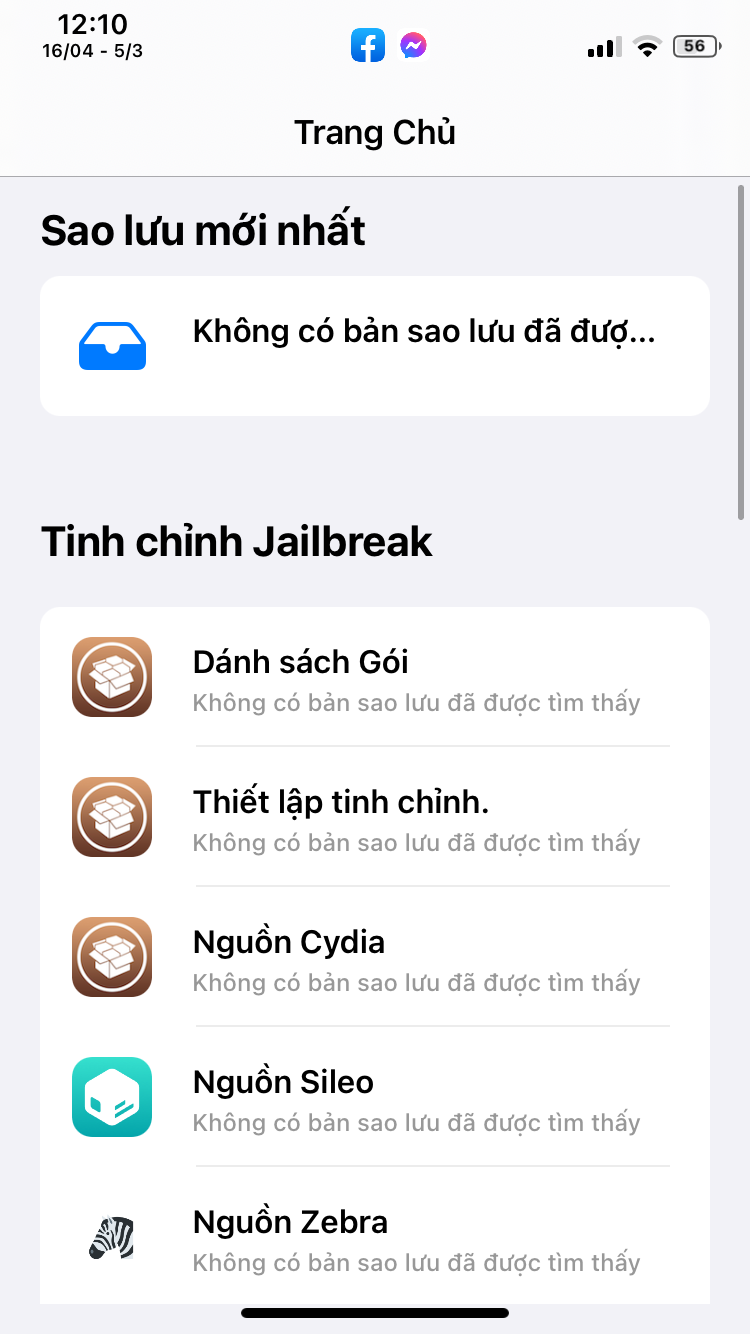 12:10
16/04 - 5/3
56
Trang Chủ
Sao lưu mới nhất
Không có bản sao lưu đã đượ...
Tinh chỉnh Jailbreak
Dánh sách Gói
Không có bản sao lưu đã được tìm thấy
Thiết lập tinh chỉnh.
Không có bản sao lưu đã được tìm thấy
Nguồn Cydia
Không có bản sao lưu đã được tìm thấy
Nguồn Sileo
Không có bản sao lưu đã được tìm thấy
Nguồn Zebra
Không có bản sao lưu đã được tìm thấy